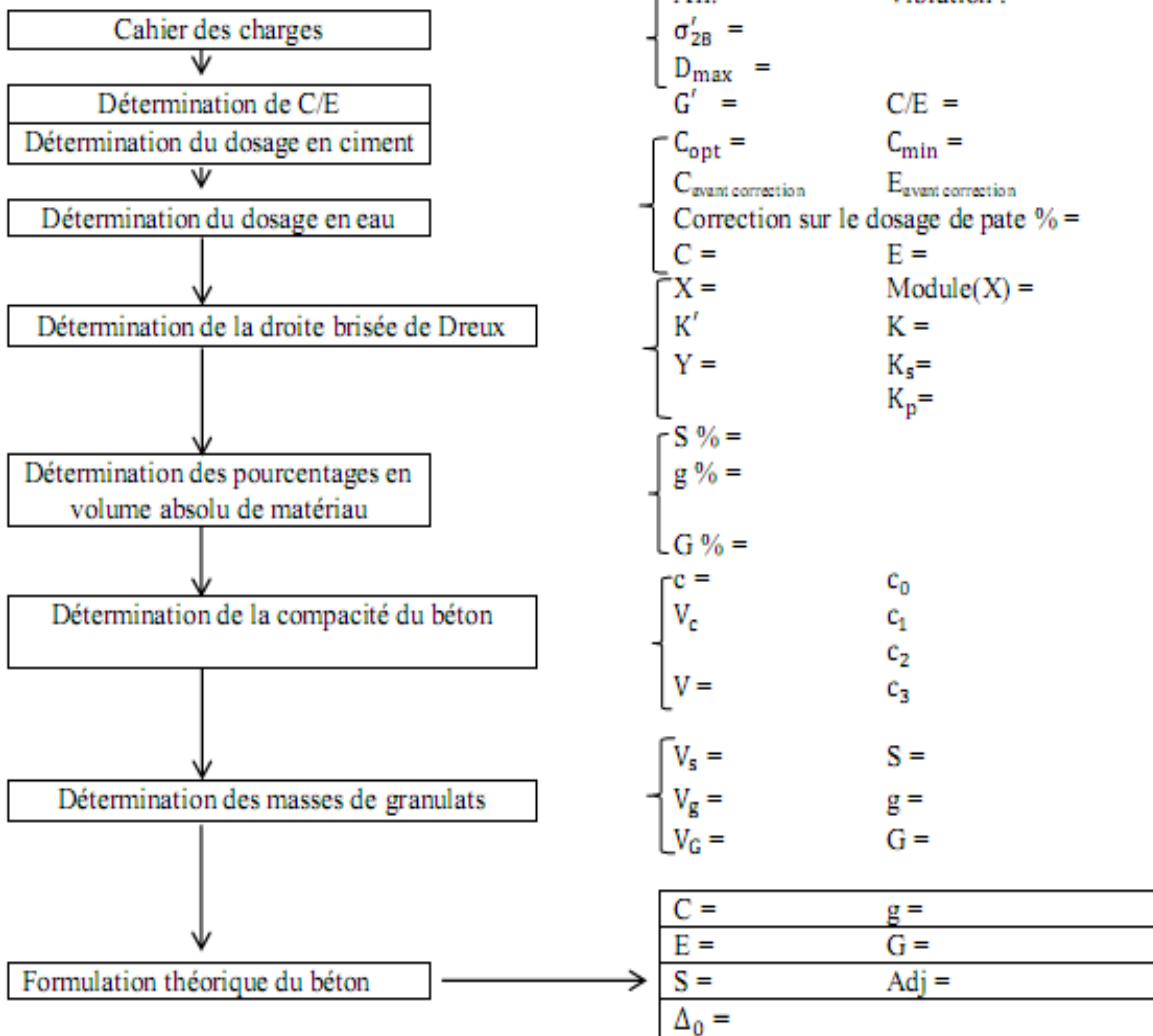 Cahier des charges
σ′2B =
Dmax =
Détermination de C/E
G′ = C/E =
Détermination du dosage en ciment
Copt = Cmin =
Cavant correction Eavant correction
Détermination du dosage en eau
Correction sur le dosage de pate % =
C = E =
X = Module(X) =
Détermination de la droite brisée de Dreux
K′ K =
Y = Ks=
Kp=
S % =
Détermination des pourcentages en
g % =
volume absolu de matériau
G % =
c = c0
Détermination de la compacité du béton
Vc c1
c2
V = c3
Vs = S =
Détermination des masses de granulats
Vg = g =
VG = G =
C = g =
E = G =
Formulation théorique du béton
S = Adj =
Δ0 =